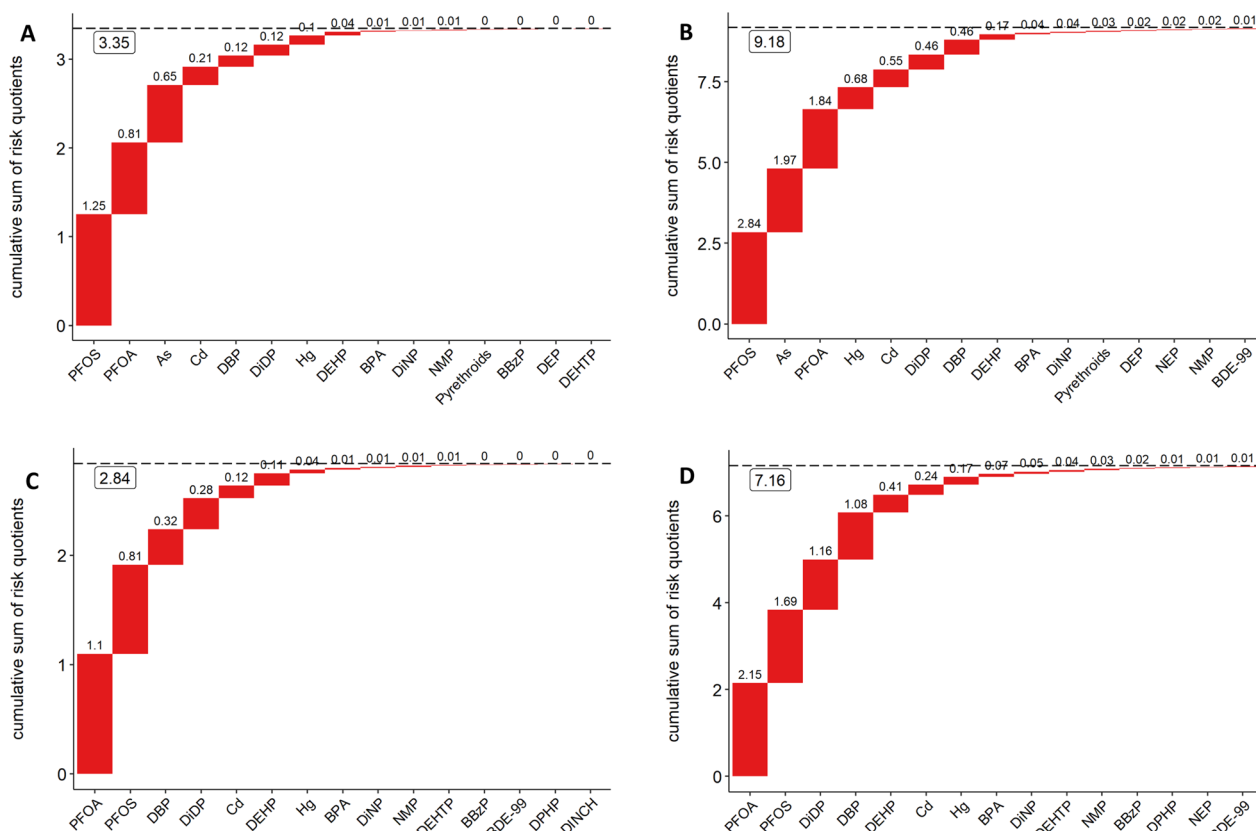 A
cumulative sum of risk quotients
3.35
1.25
0.81
0.65
0.21
0.12
0.12
0.1
0.04
0.01
0.01
0.01
0
0
0
0
3
2
1
0
PFOS
PFOA
As
Cd
DBP
DiDP
Hg
DEHP
BPA
DiNP
NMP
Pyrethroids
BBzP
DEP
DEHTP
B
cumulative sum of risk quotients
9.18
2.84
1.97
1.84
0.68
0.55
0.46
0.46
0.17
0.04
0.04
0.03
0.02
0.02
0.02
0.01
7.5
5.0
2.5
0.0
PFOS
As
PFOA
Hg
Cd
DiDP
DBP
DEHP
BPA
DiNP
Pyrethroids
DEP
NEP
NMP
BDE-99
C
cumulative sum of risk quotients
2.84
1.1
0.81
0.32
0.28
0.12
0.11
0.04
0.01
0.01
0.01
0.01
0
0
0
0
2
1
0
PFOA
PFOS
DBP
DiDP
Cd
DEHP
Hg
BPA
DiNP
NMP
DEHTP
BBzP
BDE-99
DPHP
DINCH
D
cumulative sum of risk quotients
7.16
2.15
1.69
1.16
1.08
0.41
0.24
0.17
0.07
0.05
0.04
0.03
0.02
0.01
0.01
0.01
6
4
2
0
PFOA
PFOS
DiDP
DBP
DEHP
Cd
Hg
BPA
DiNP
DEHTP
NMP
BBzP
DPHP
NEP
BDE-99